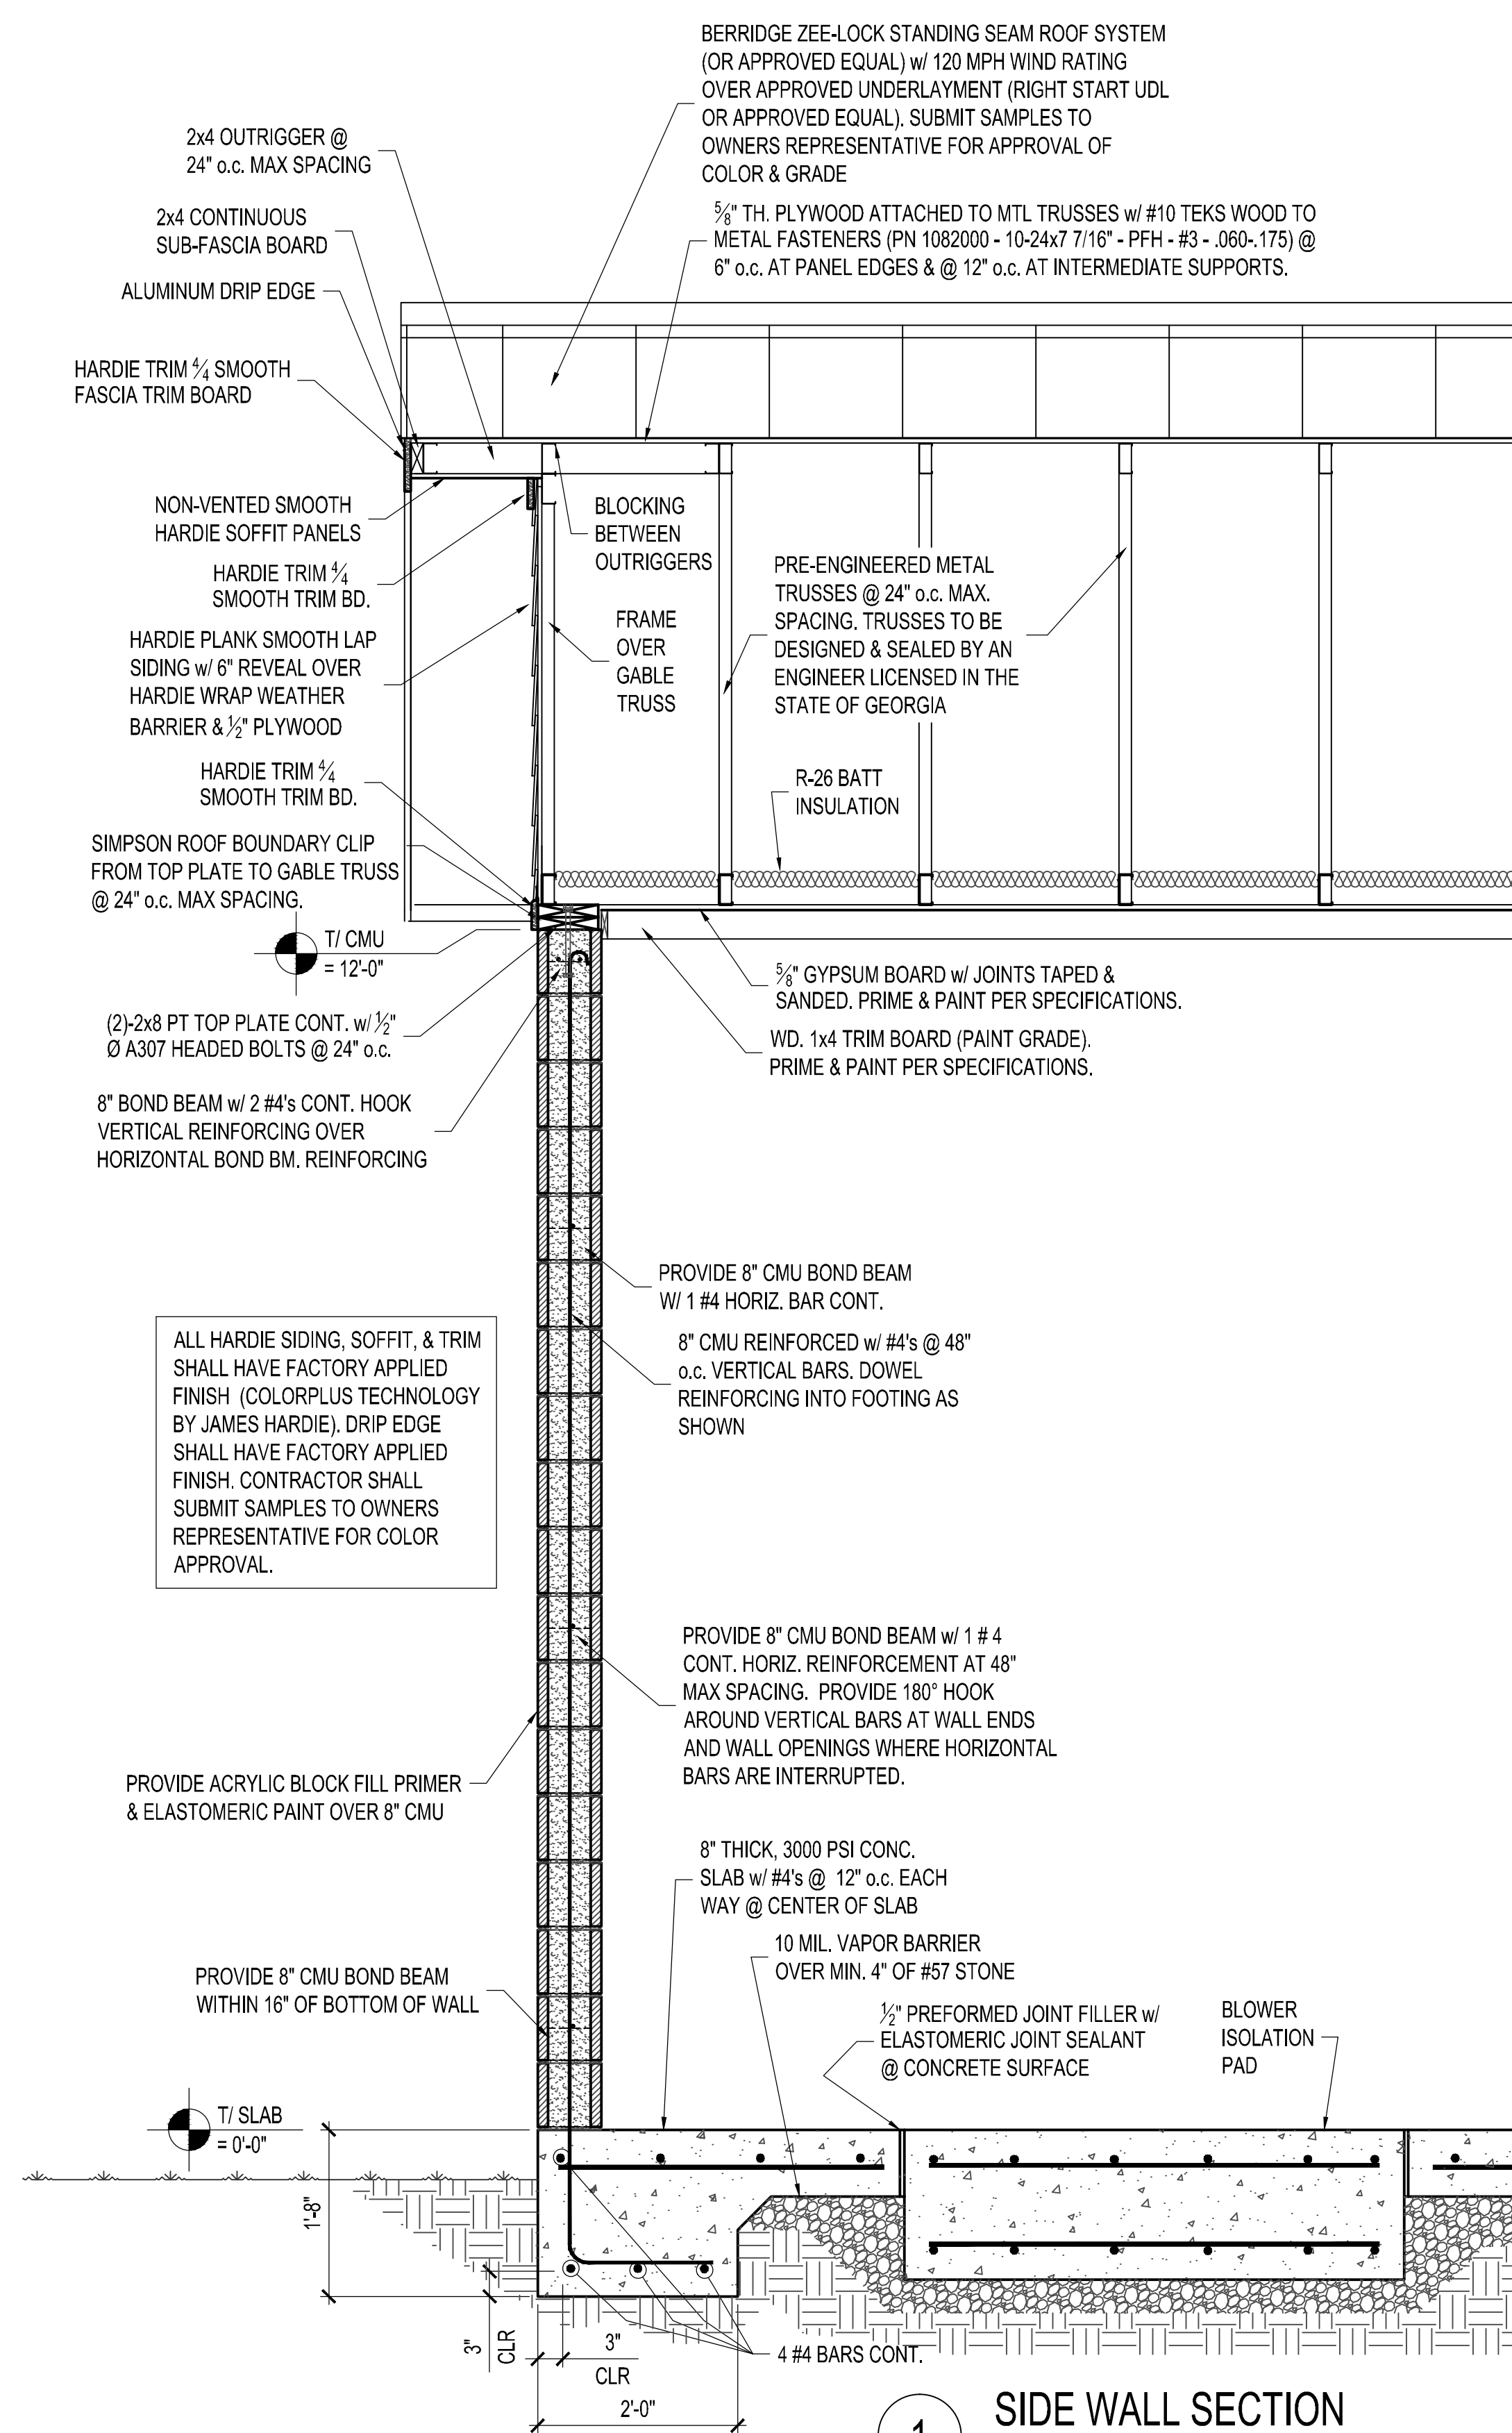 BERRIDGE ZEE-LOCK STANDING SEAM ROOF SYSTEM
(OR APPROVED EQUAL) w/ 120 MPH WIND RATING
OVER APPROVED UNDERLAYMENT (RIGHT START UDL
OR APPROVED EQUAL). SUBMIT SAMPLES TO
OWNERS REPRESENTATIVE FOR APPROVAL OF
COLOR & GRADE
2x4 OUTRIGGER @
24" o.c. MAX SPACING
5/8" TH. PLYWOOD ATTACHED TO MTL TRUSSES w/ #10 TEKS WOOD TO
METAL FASTENERS (PN 1082000 - 10-24x7 7/16" - PFH - #3 - .060-.175) @
6" o.c. AT PANEL EDGES & @ 12" o.c. AT INTERMEDIATE SUPPORTS.
2x4 CONTINUOUS
SUB-FASCIA BOARD
ALUMINUM DRIP EDGE
HARDIE TRIM 4/4 SMOOTH
FASCIA TRIM BOARD
NON-VENTED SMOOTH
HARDIE SOFFIT PANELS
BLOCKING
BETWEEN
OUTRIGGERS
HARDIE TRIM 4/4
SMOOTH TRIM BD.
PRE-ENGINEERED METAL
TRUSSES @ 24" o.c. MAX.
SPACING. TRUSSES TO BE
DESIGNED & SEALED BY AN
ENGINEER LICENSED IN THE
STATE OF GEORGIA
FRAME
OVER
GABLE
TRUSS
HARDIE PLANK SMOOTH LAP
SIDING w/ 6" REVEAL OVER
HARDIE WRAP WEATHER
BARRIER & 1/2" PLYWOOD
HARDIE TRIM 4/4
SMOOTH TRIM BD.
R-26 BATT
INSULATION
SIMPSON ROOF BOUNDARY CLIP
FROM TOP PLATE TO GABLE TRUSS
@ 24" o.c. MAX SPACING.
T/ CMU
= 12'-0"
5/8" GYPSUM BOARD w/ JOINTS TAPED &
SANDED. PRIME & PAINT PER SPECIFICATIONS.
(2)-2x8 PT TOP PLATE CONT. w/ 1/2"
Ø A307 HEADED BOLTS @ 24" o.c.
WD. 1x4 TRIM BOARD (PAINT GRADE).
PRIME & PAINT PER SPECIFICATIONS.
8" BOND BEAM w/ 2 #4's CONT. HOOK
VERTICAL REINFORCING OVER
HORIZONTAL BOND BM. REINFORCING
PROVIDE 8" CMU BOND BEAM
W/ 1 #4 HORIZ. BAR CONT.
8" CMU REINFORCED w/ #4's @ 48"
o.c. VERTICAL BARS. DOWEL
REINFORCING INTO FOOTING AS
SHOWN
ALL HARDIE SIDING, SOFFIT, & TRIM
SHALL HAVE FACTORY APPLIED
FINISH (COLORPLUS TECHNOLOGY
BY JAMES HARDIE). DRIP EDGE
SHALL HAVE FACTORY APPLIED
FINISH. CONTRACTOR SHALL
SUBMIT SAMPLES TO OWNERS
REPRESENTATIVE FOR COLOR
APPROVAL.
PROVIDE 8" CMU BOND BEAM w/ 1 # 4
CONT. HORIZ. REINFORCEMENT AT 48"
MAX SPACING. PROVIDE 180° HOOK
AROUND VERTICAL BARS AT WALL ENDS
AND WALL OPENINGS WHERE HORIZONTAL
BARS ARE INTERRUPTED.
PROVIDE ACRYLIC BLOCK FILL PRIMER
& ELASTOMERIC PAINT OVER 8" CMU
8" THICK, 3000 PSI CONC.
SLAB w/ #4's @ 12" o.c. EACH
WAY @ CENTER OF SLAB
10 MIL. VAPOR BARRIER
OVER MIN. 4" OF #57 STONE
PROVIDE 8" CMU BOND BEAM
WITHIN 16" OF BOTTOM OF WALL
1/2" PREFORMED JOINT FILLER w/
ELASTOMERIC JOINT SEALANT
@ CONCRETE SURFACE
BLOWER
ISOLATION
PAD
T/ SLAB
= 0'-0"
1'-8"
3"
CLR
3"
CLR
4 #4 BARS CONT.
2'-0"
1
SIDE WALL SECTION